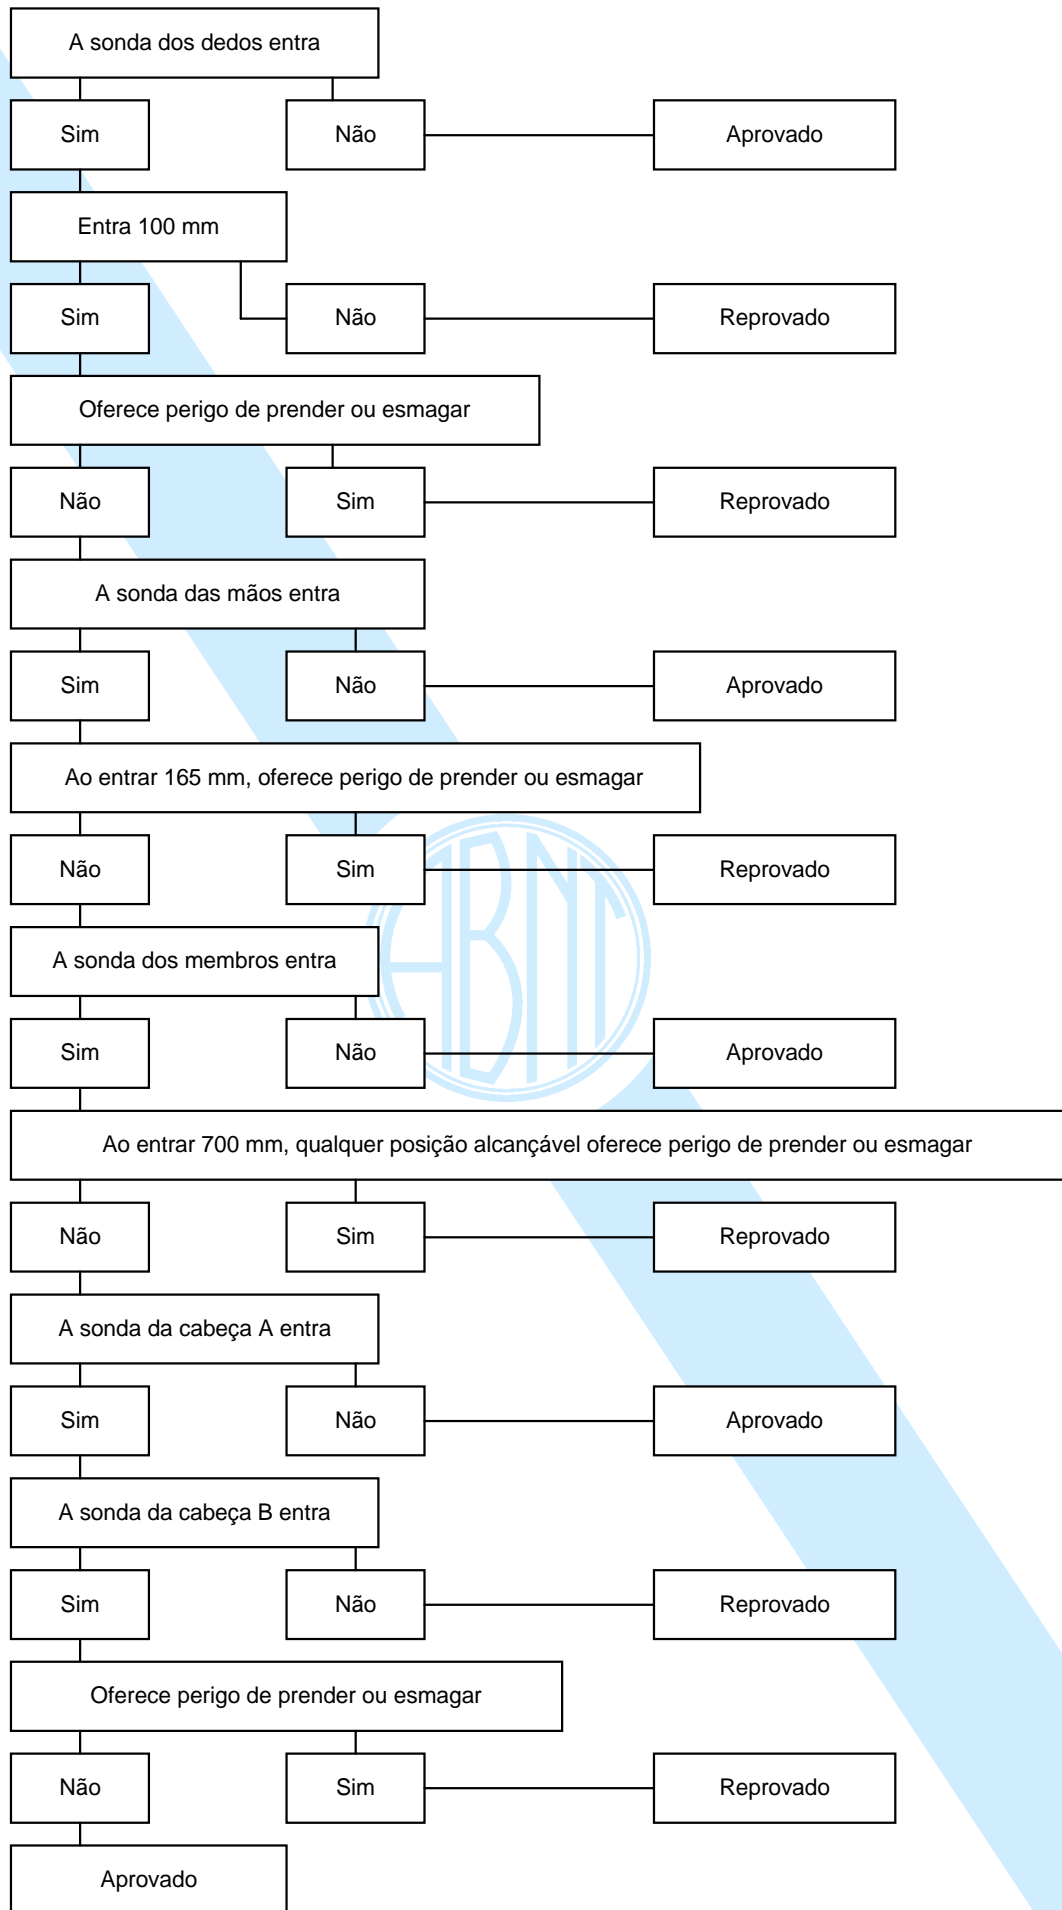 A sonda dos dedos entra
Sim
Não
Aprovado
Entra 100 mm
Sim
Não
Reprovado
Oferece perigo de prender ou esmagar
Não
Sim
Reprovado
A sonda das mãos entra
Sim
Não
Aprovado
Ao entrar 165 mm, oferece perigo de prender ou esmagar
Não
Sim
Reprovado
ABNT
A sonda dos membros entra
Sim
Não
Aprovado
Ao entrar 700 mm, qualquer posição alcançável oferece perigo de prender ou esmagar
Não
Sim
Reprovado
A sonda da cabeça A entra
Sim
Não
Aprovado
A sonda da cabeça B entra
Sim
Não
Reprovado
Oferece perigo de prender ou esmagar
Não
Sim
Reprovado
Aprovado